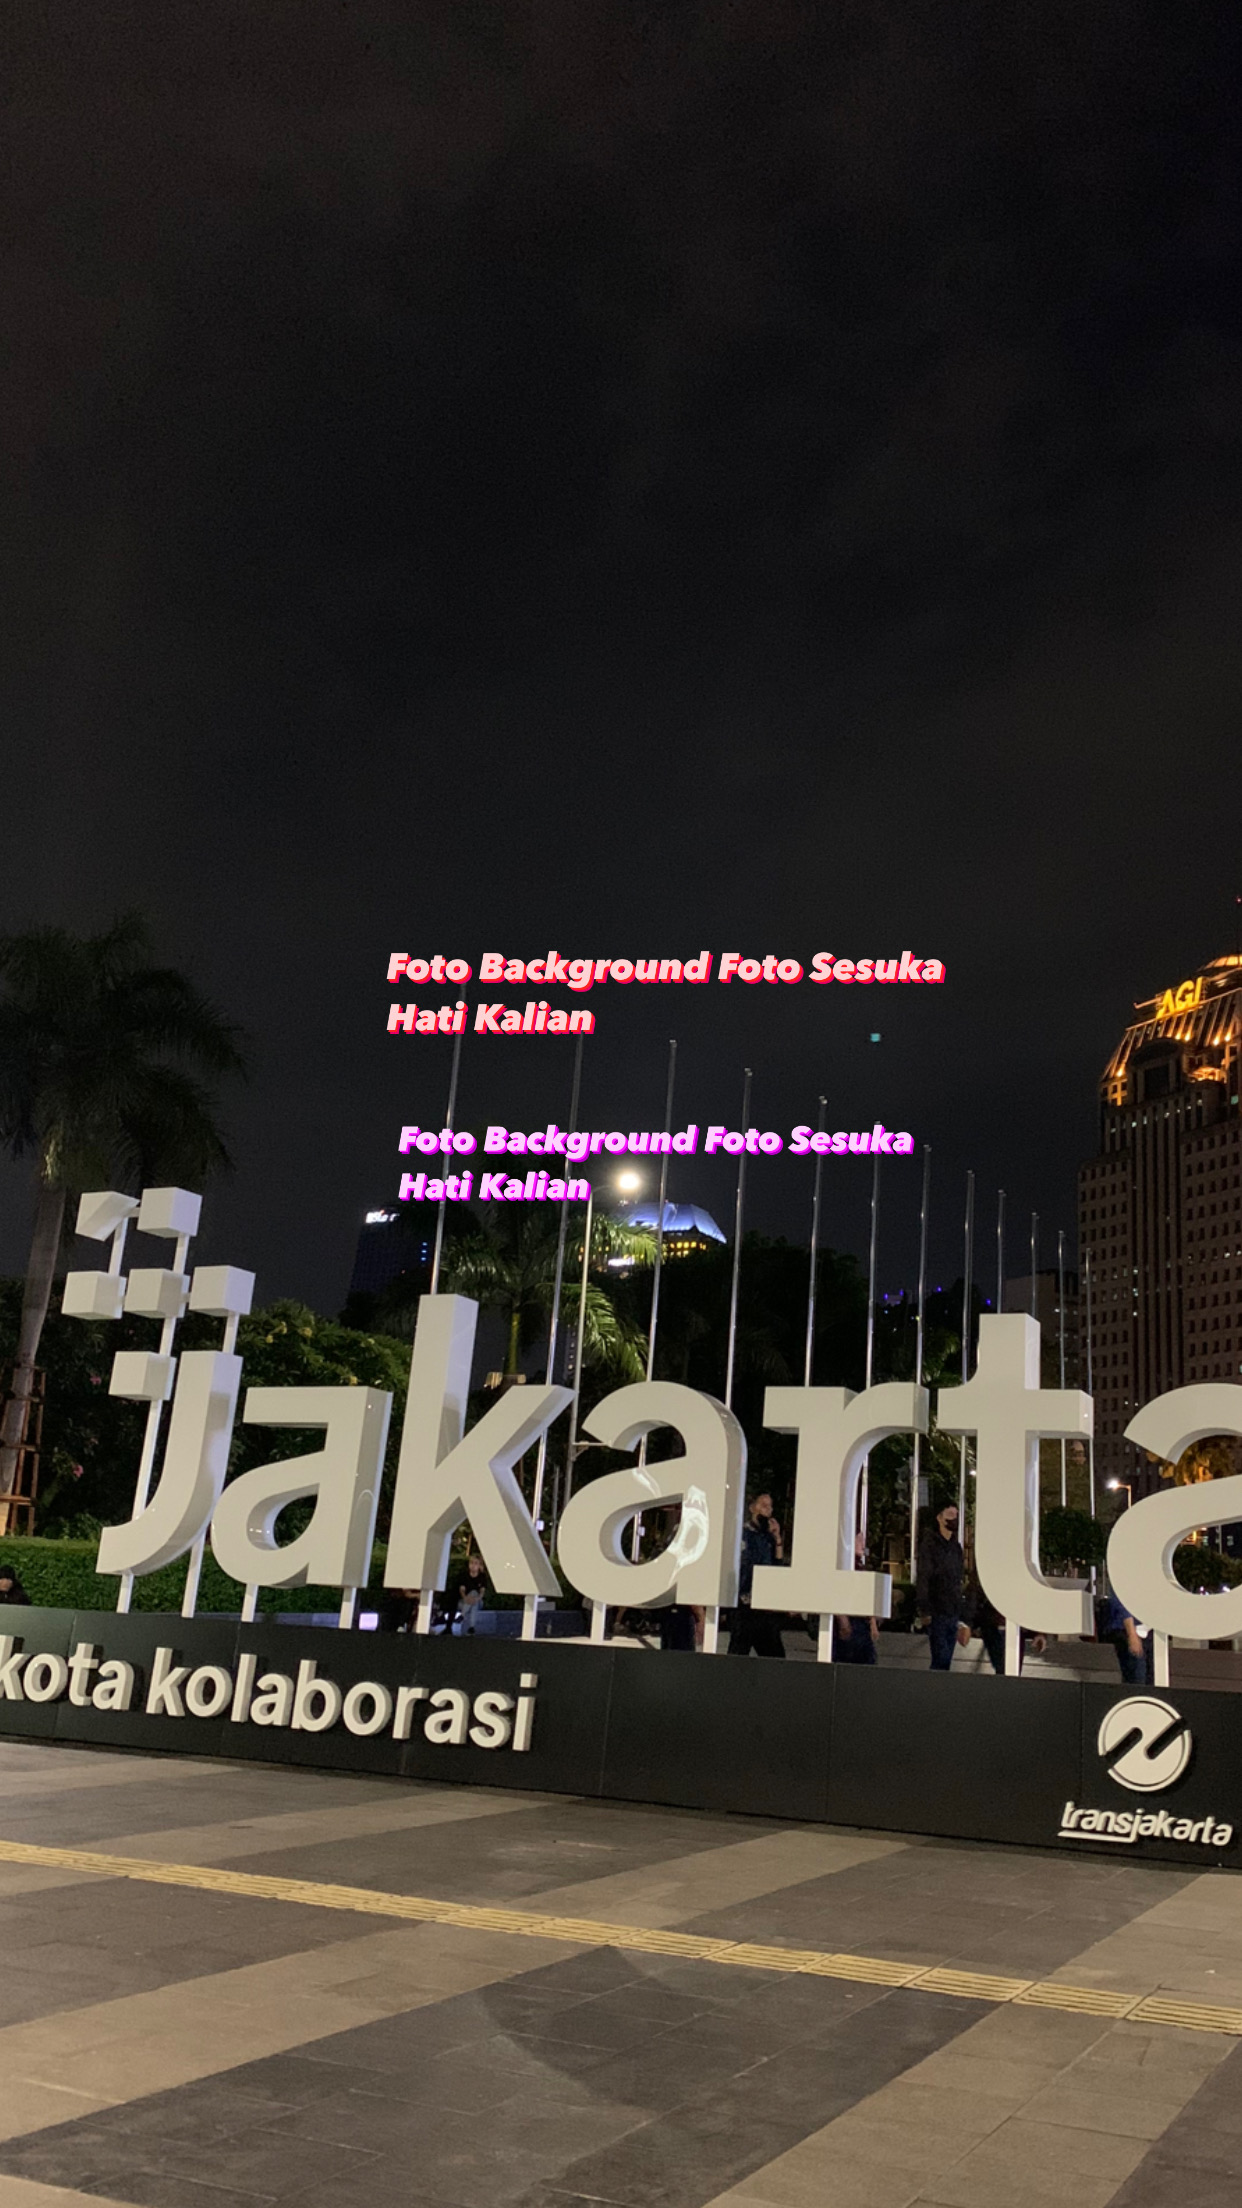 Foto Background Foto Sesuka
Hati Kalian
AGI
Foto Background Foto Sesuka
Hati Kalian
jakarta
kota kolaborasi
transjakarta